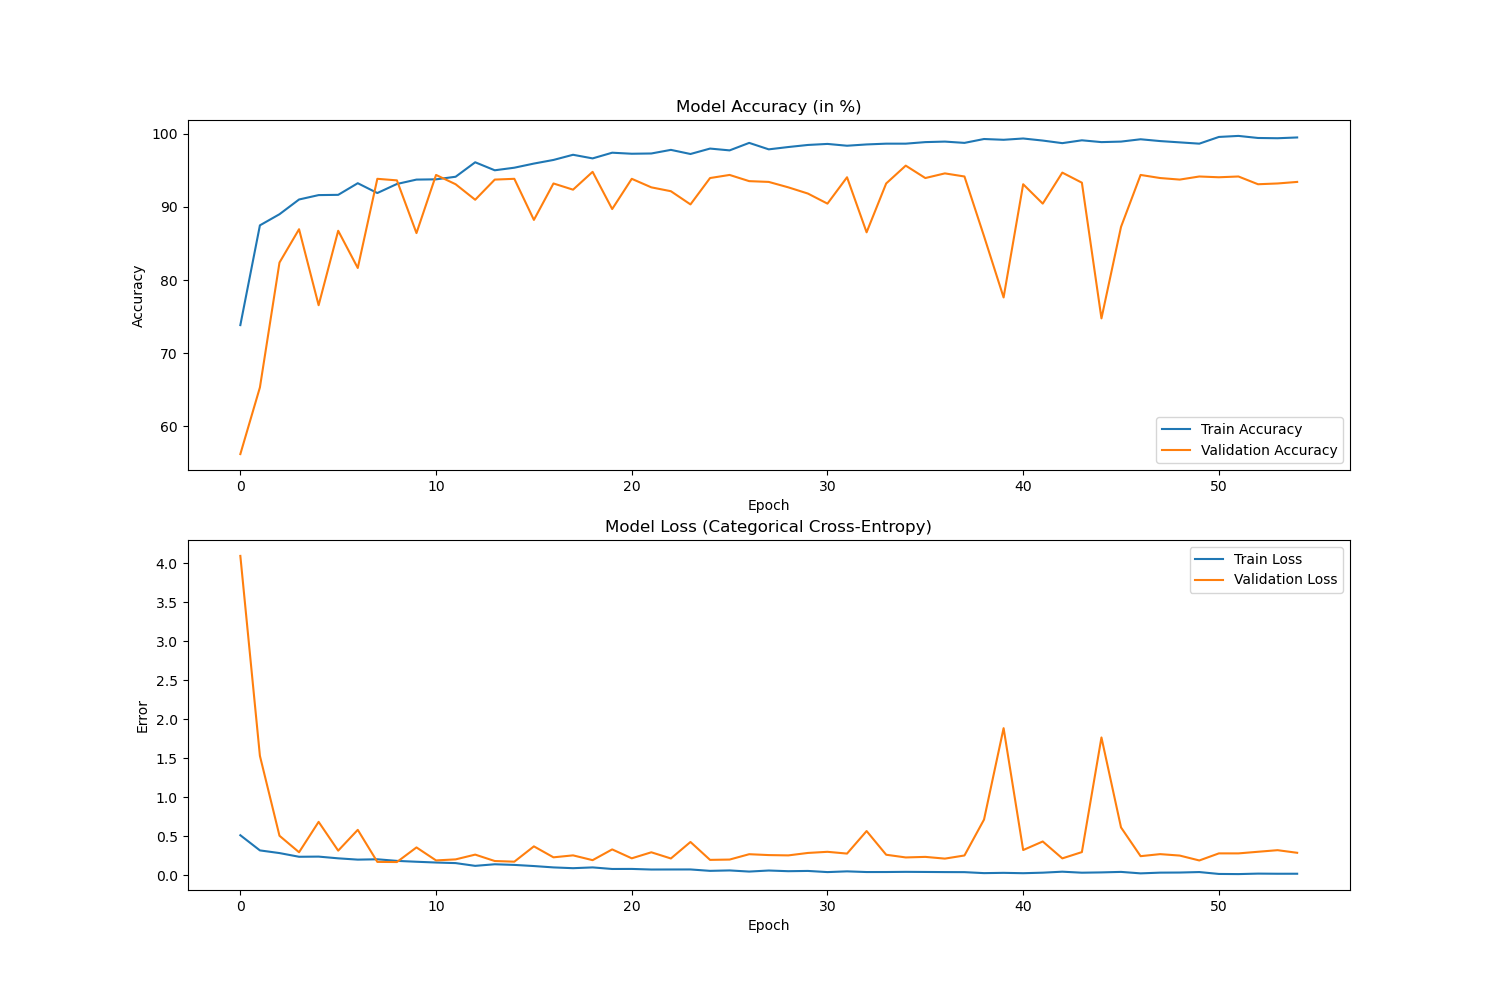 Model Accuracy (in %)
100
90
80
70
60
Accuracy
Train Accuracy
Validation Accuracy
0 10 20 30 40 50
Epoch
Model Loss (Categorical Cross-Entropy)
4.0
3.5
3.0
2.5
2.0
1.5
1.0
0.5
0.0
Error
Train Loss
Validation Loss
0 10 20 30 40 50
Epoch